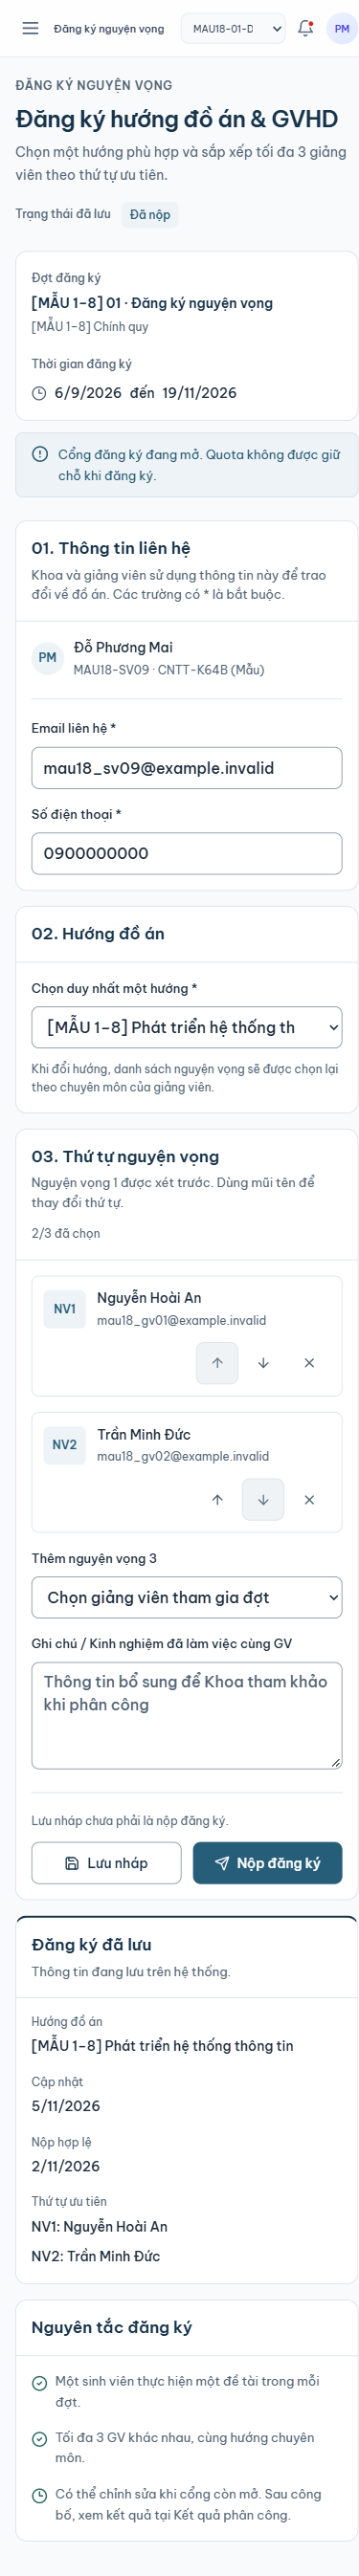 Đăng ký nguyện vọng
MAU18-01-D
PM
ĐĂNG KÝ NGUYỆN VỌNG
Đăng ký hướng đồ án & GVHD
Chọn một hướng phù hợp và sắp xếp tối đa 3 giảng
viên theo thứ tự ưu tiên.
Trạng thái đã lưu Đã nộp
Đợt đăng ký
[MẪU 1-8] 01 · Đăng ký nguyện vọng
[MẪU 1-8] Chính quy
Thời gian đăng ký
6/9/2026 đến 19/11/2026
Cổng đăng ký đang mở. Quota không được giữ
chỗ khi đăng ký.
01. Thông tin liên hệ
Khoa và giảng viên sử dụng thông tin này để trao
đổi về đồ án. Các trường có * là bắt buộc.
PM
Đỗ Phương Mai
MAU18-SV09 · CNTT-K64B (Mẫu)
Email liên hệ *
mau18_sv09@example.invalid
Số điện thoại *
0900000000
02. Hướng đồ án
Chọn duy nhất một hướng *
[MẪU 1-8] Phát triển hệ thống th
Khi đổi hướng, danh sách nguyện vọng sẽ được chọn lại
theo chuyên môn của giảng viên.
03. Thứ tự nguyện vọng
Nguyện vọng 1 được xét trước. Dùng mũi tên để
thay đổi thứ tự.
2/3 đã chọn
NV1
Nguyễn Hoài An
mau18_gv01@example.invalid
NV2
Trần Minh Đức
mau18_gv02@example.invalid
Thêm nguyện vọng 3
Chọn giảng viên tham gia đợt
Ghi chú / Kinh nghiệm đã làm việc cùng GV
Thông tin bổ sung để Khoa tham khảo
khi phân công
Lưu nháp chưa phải là nộp đăng ký.
Lưu nháp
Nộp đăng ký
Đăng ký đã lưu
Thông tin đang lưu trên hệ thống.
Hướng đồ án
[MẪU 1-8] Phát triển hệ thống thông tin
Cập nhật
5/11/2026
Nộp hợp lệ
2/11/2026
Thứ tự ưu tiên
NV1: Nguyễn Hoài An
NV2: Trần Minh Đức
Nguyên tắc đăng ký
Một sinh viên thực hiện một đề tài trong mỗi
đợt.
Tối đa 3 GV khác nhau, cùng hướng chuyên
môn.
Có thể chỉnh sửa khi cổng còn mở. Sau công
bố, xem kết quả tại Kết quả phân công.